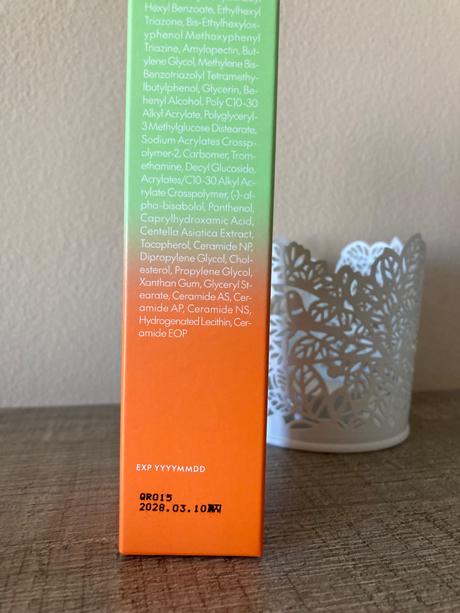 Hexyl Benzoate, Ethylhexyl
Triazone, Bis-Ethylhexylox-
yphenol Methoxyphenyl
Triazine, Amylopectin, But-
ylene Glycol, Methylene Bis-
Benzotriazolyl Tetramethy-
lbutylphenol, Glycerin, Be-
henyl Alcohol, Poly C10-30
Alkyl Acrylate, Polyglyceryl-
3 Methylglucose Distearate,
Sodium Acrylates Crossp-
olymer-2, Carbomer, Trom-
ethamine, Decyl Glucoside,
Acrylates/C10-30 Alkyl Ac-
rylate Crosspolymer, (-)-al-
pha-bisabolol, Panthenol,
Caprylhydroxamic Acid,
Centella Asiatica Extract,
Tocopherol, Ceramide NP,
Dipropylene Glycol, Chol-
esterol, Propylene Glycol,
Xanthan Gum, Glyceryl St-
earate, Ceramide AS, Cer-
amide AP, Ceramide NS,
Hydrogenated Lecithin, Cer-
amide EOP
EXP. YYYYMMDD
QR015
2028.03.10